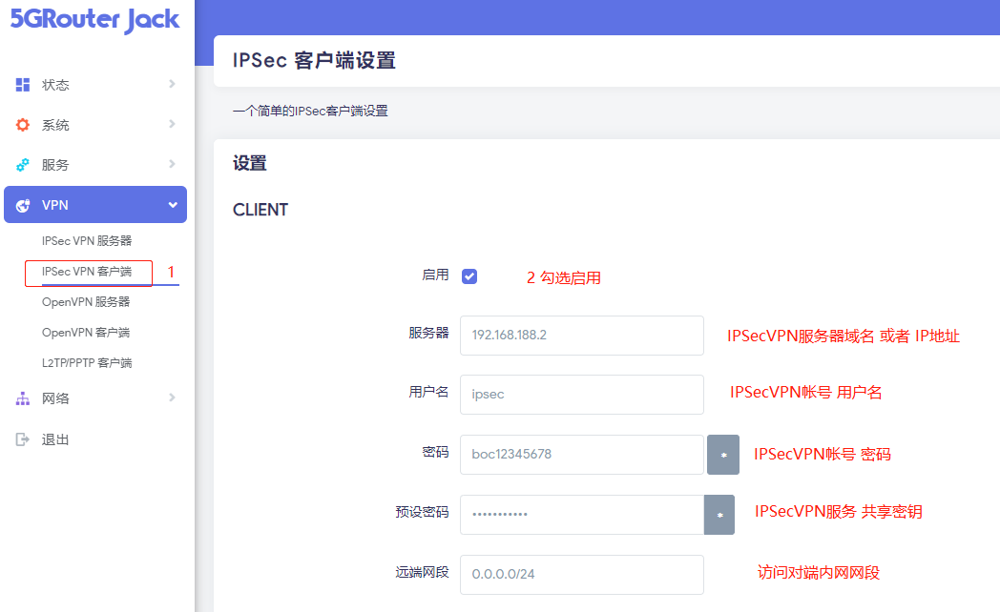 5GRouter Jack
状态
系统
服务
VPN
IPSec VPN 服务器
IPSec VPN 客户端 1
OpenVPN 服务器
OpenVPN 客户端
L2TP/PPTP 客户端
网络
退出
IPSec 客户端设置
一个简单的IPSec客户端设置
设置
CLIENT
启用 2 勾选启用
服务器 192.168.188.2 IPSecVPN服务器域名 或者 IP地址
用户名 ipsec IPSecVPN帐号 用户名
密码 boc12345678 * IPSecVPN帐号 密码
预设密码 ••••••••••• * IPSecVPN服务 共享密钥
远端网段 0.0.0.0/24 访问对端内网网段